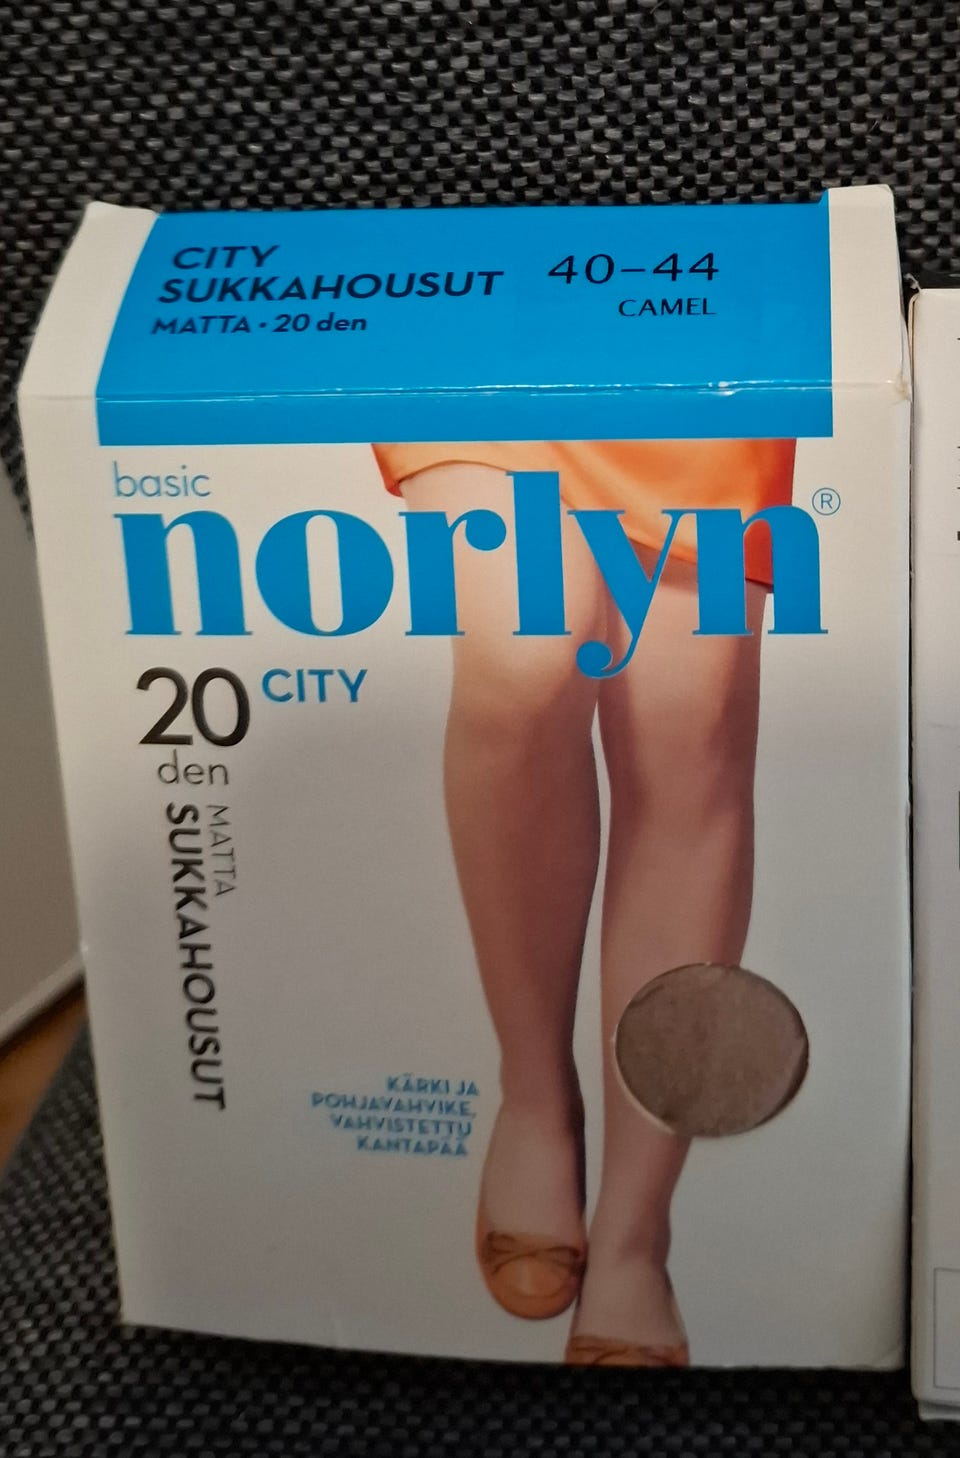 CITY
SUKKAHOUSUT
MATTA • 20 den
40–44
CAMEL
basic
norlyn®
20 CITY
den
MATTA
SUKKAHOUSUT
KÄRKI JA
POHJAVAHVIKE,
VAHVISTETTU
KANTAPÄÄ